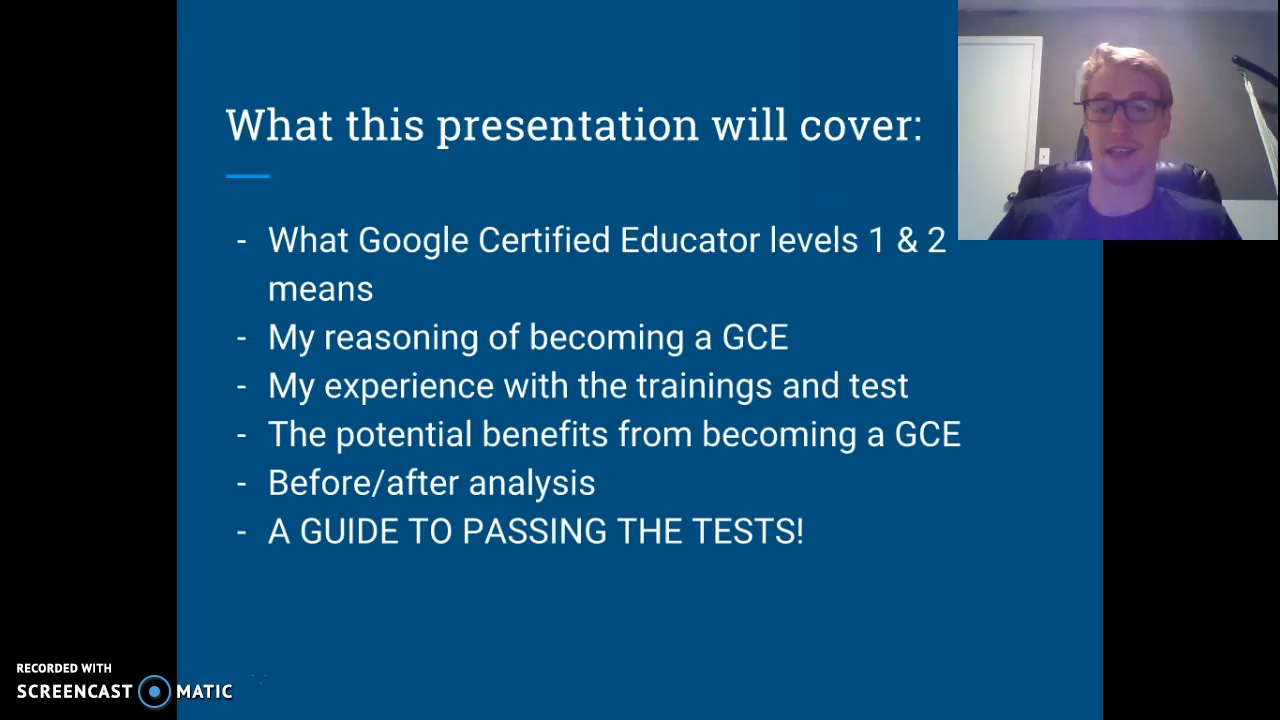 What this presentation will cover:
- What Google Certified Educator levels 1 & 2
means
- My reasoning of becoming a GCE
- My experience with the trainings and test
- The potential benefits from becoming a GCE
- Before/after analysis
- A GUIDE TO PASSING THE TESTS!
RECORDED WITH
SCREENCAST MATIC